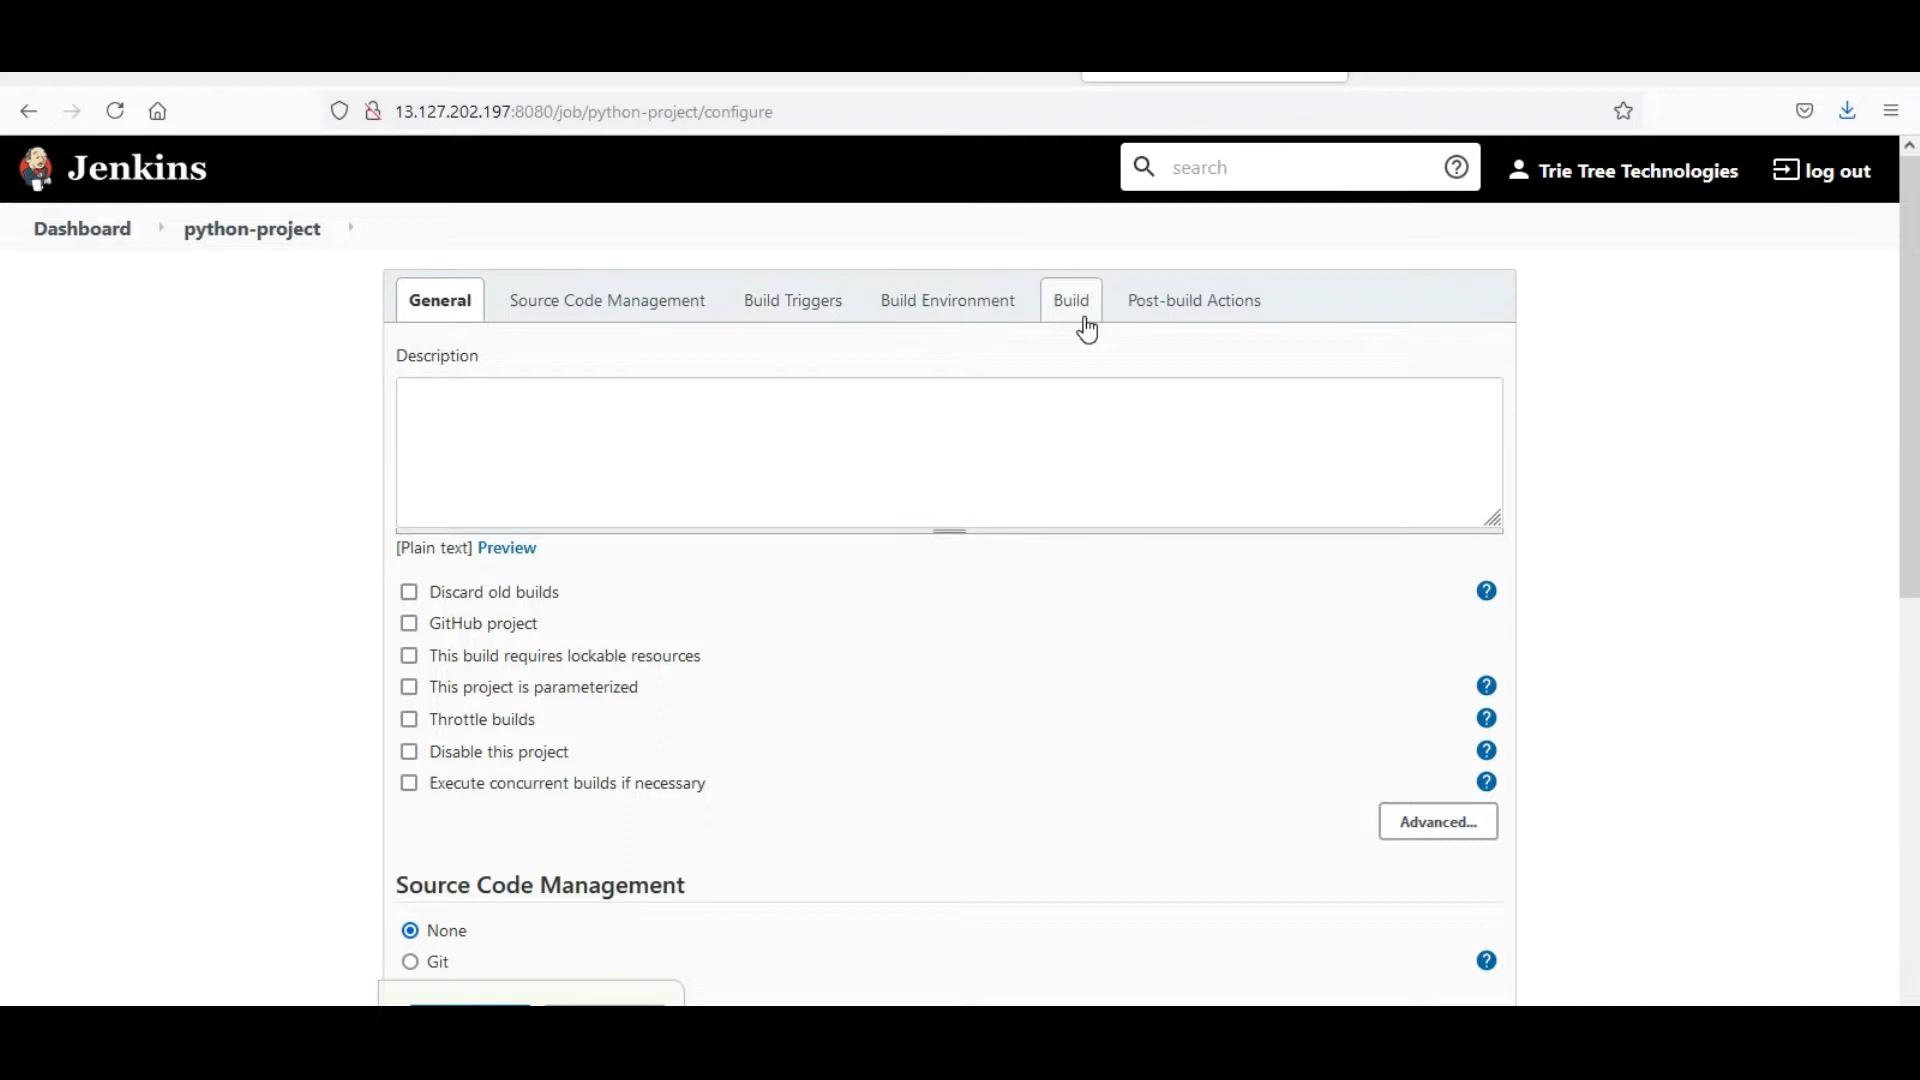 13.127.202.197:8080/job/python-project/configure
Jenkins
search
Trie Tree Technologies
log out
Dashboard
python-project
General
Source Code Management
Build Triggers
Build Environment
Build
Post-build Actions
Description
[Plain text] Preview
Discard old builds
GitHub project
This build requires lockable resources
This project is parameterized
Throttle builds
Disable this project
Execute concurrent builds if necessary
Advanced...
Source Code Management
None
Git